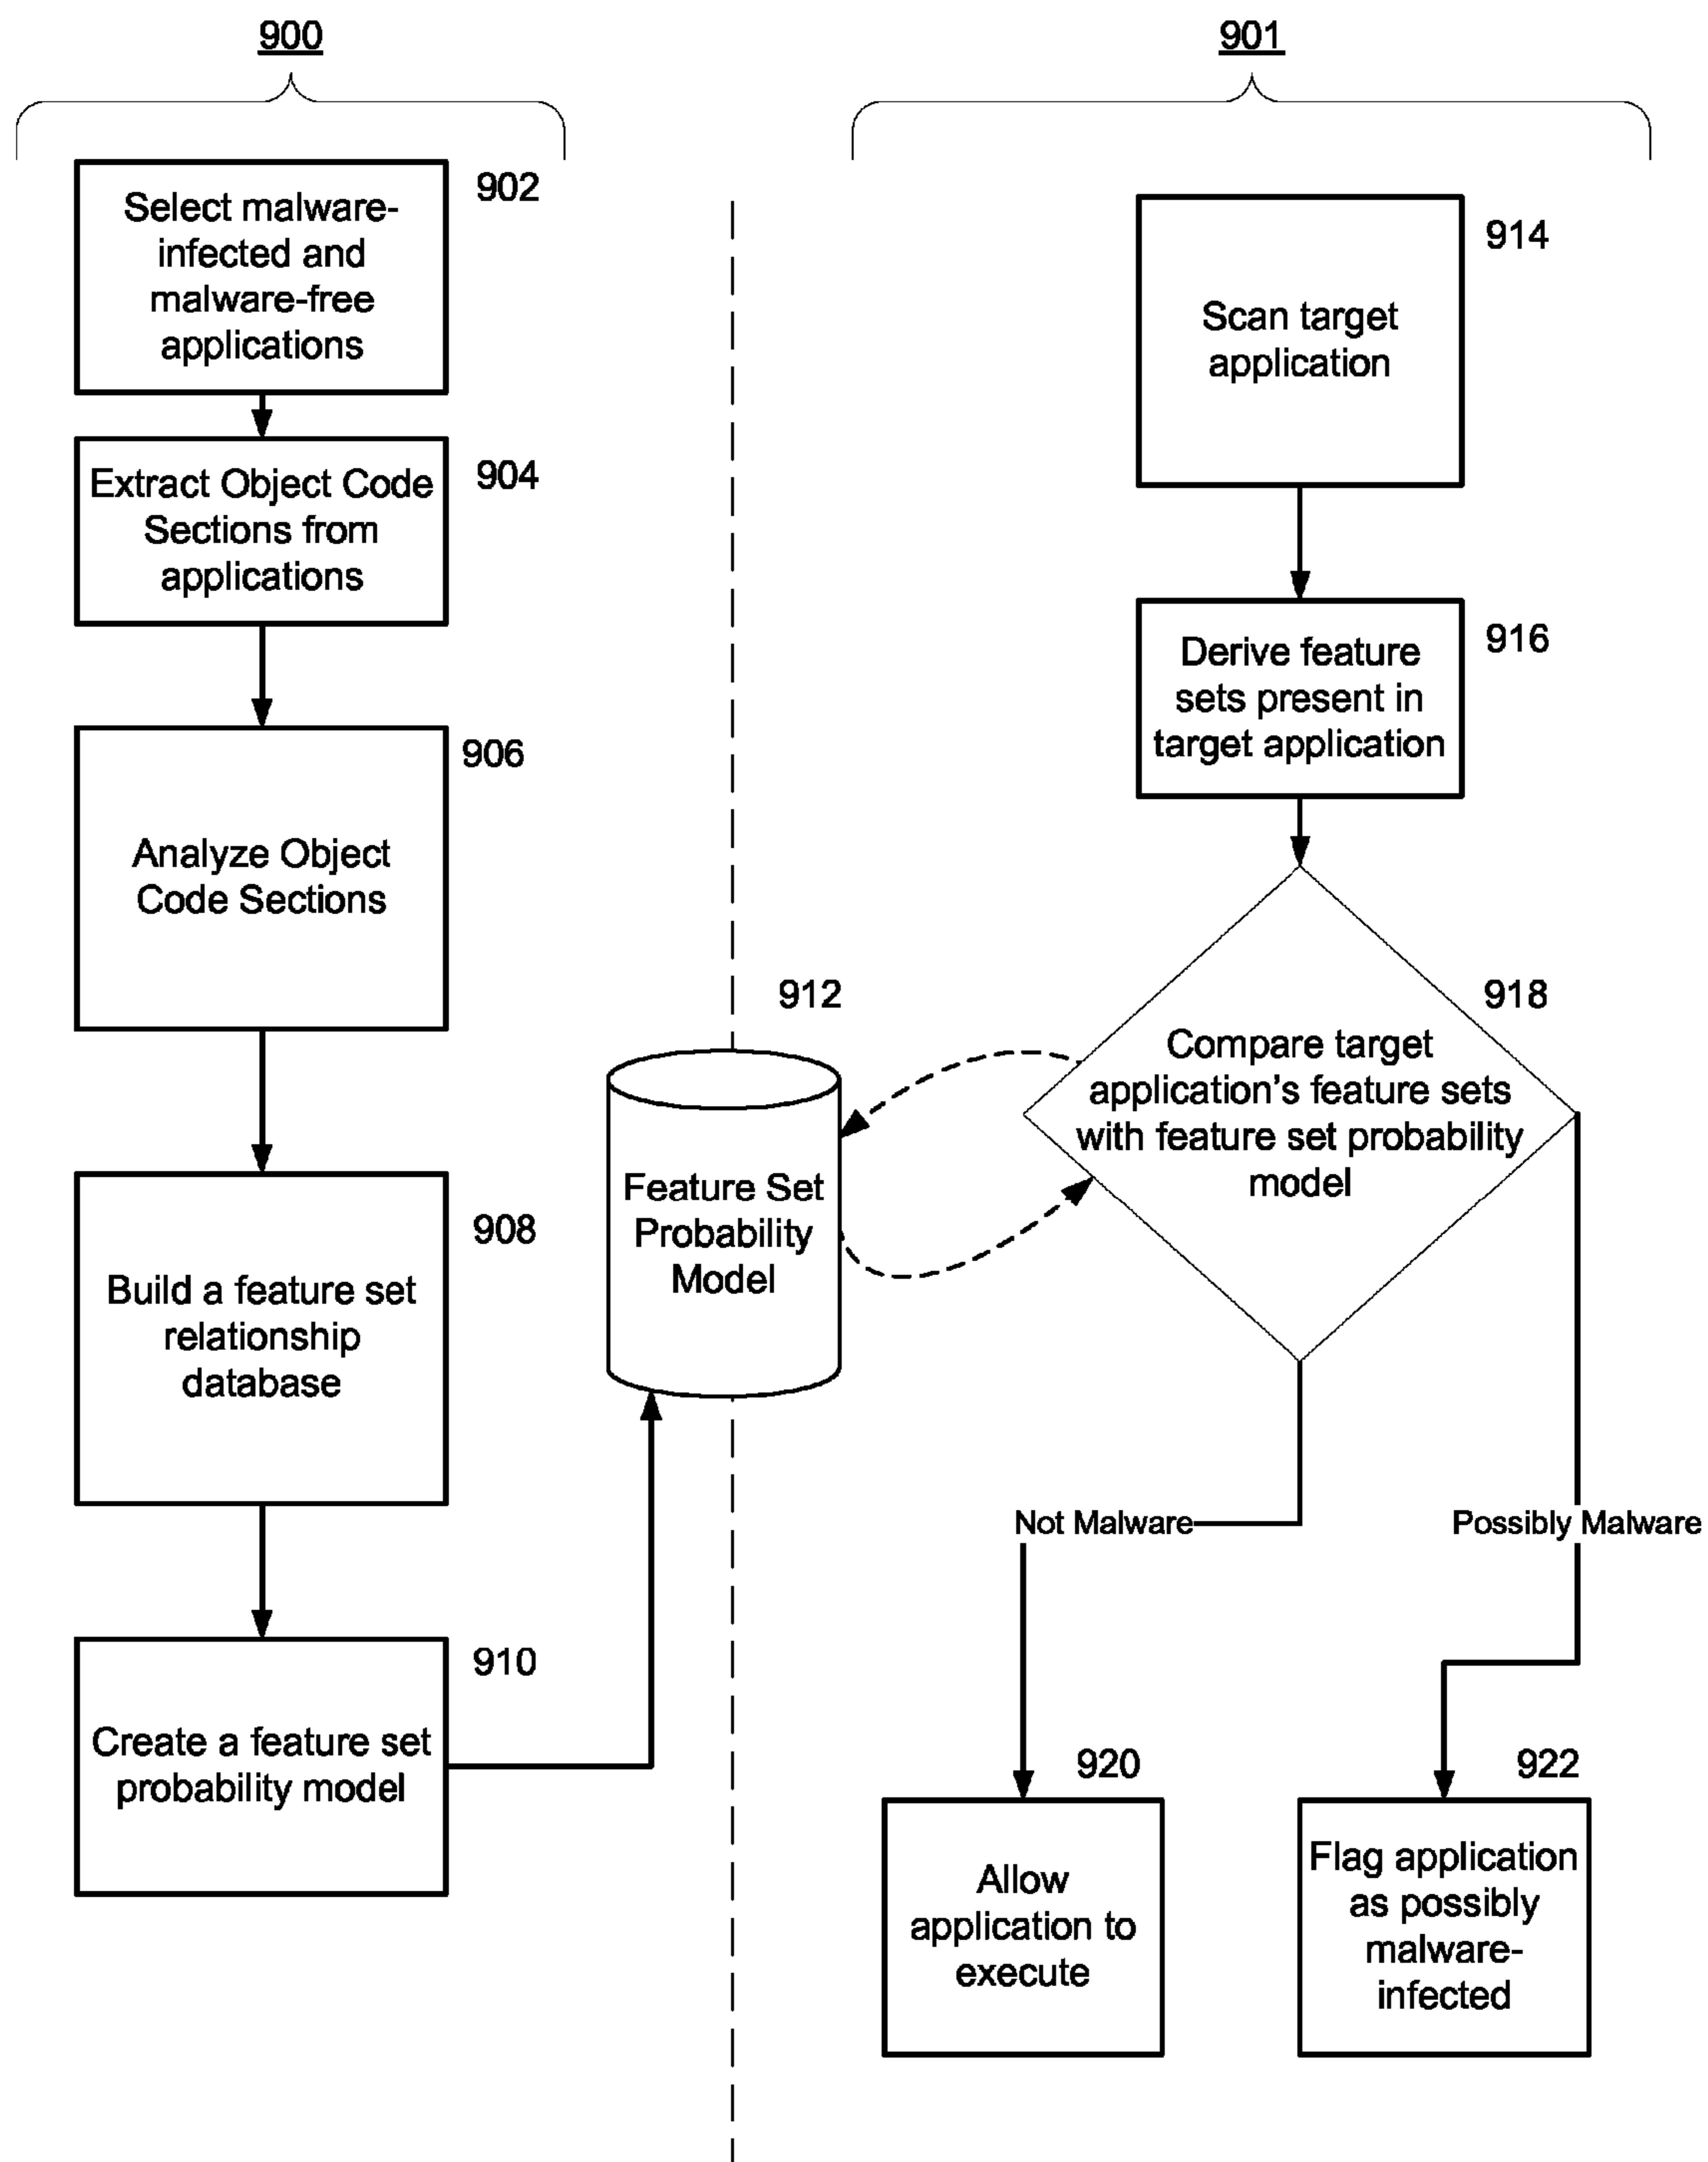 900
902
Select malware-
infected and
malware-free
applications
904
Extract Object Code
Sections from
applications
906
Analyze Object
Code Sections
908
Build a feature set
relationship
database
910
Create a feature set
probability model
912
Feature Set
Probability
Model
901
914
Scan target
application
916
Derive feature
sets present in
target application
918
Compare target
application's feature sets
with feature set probability
model
Not Malware
Possibly Malware
920
Allow
application to
execute
922
Flag application
as possibly
malware-
infected